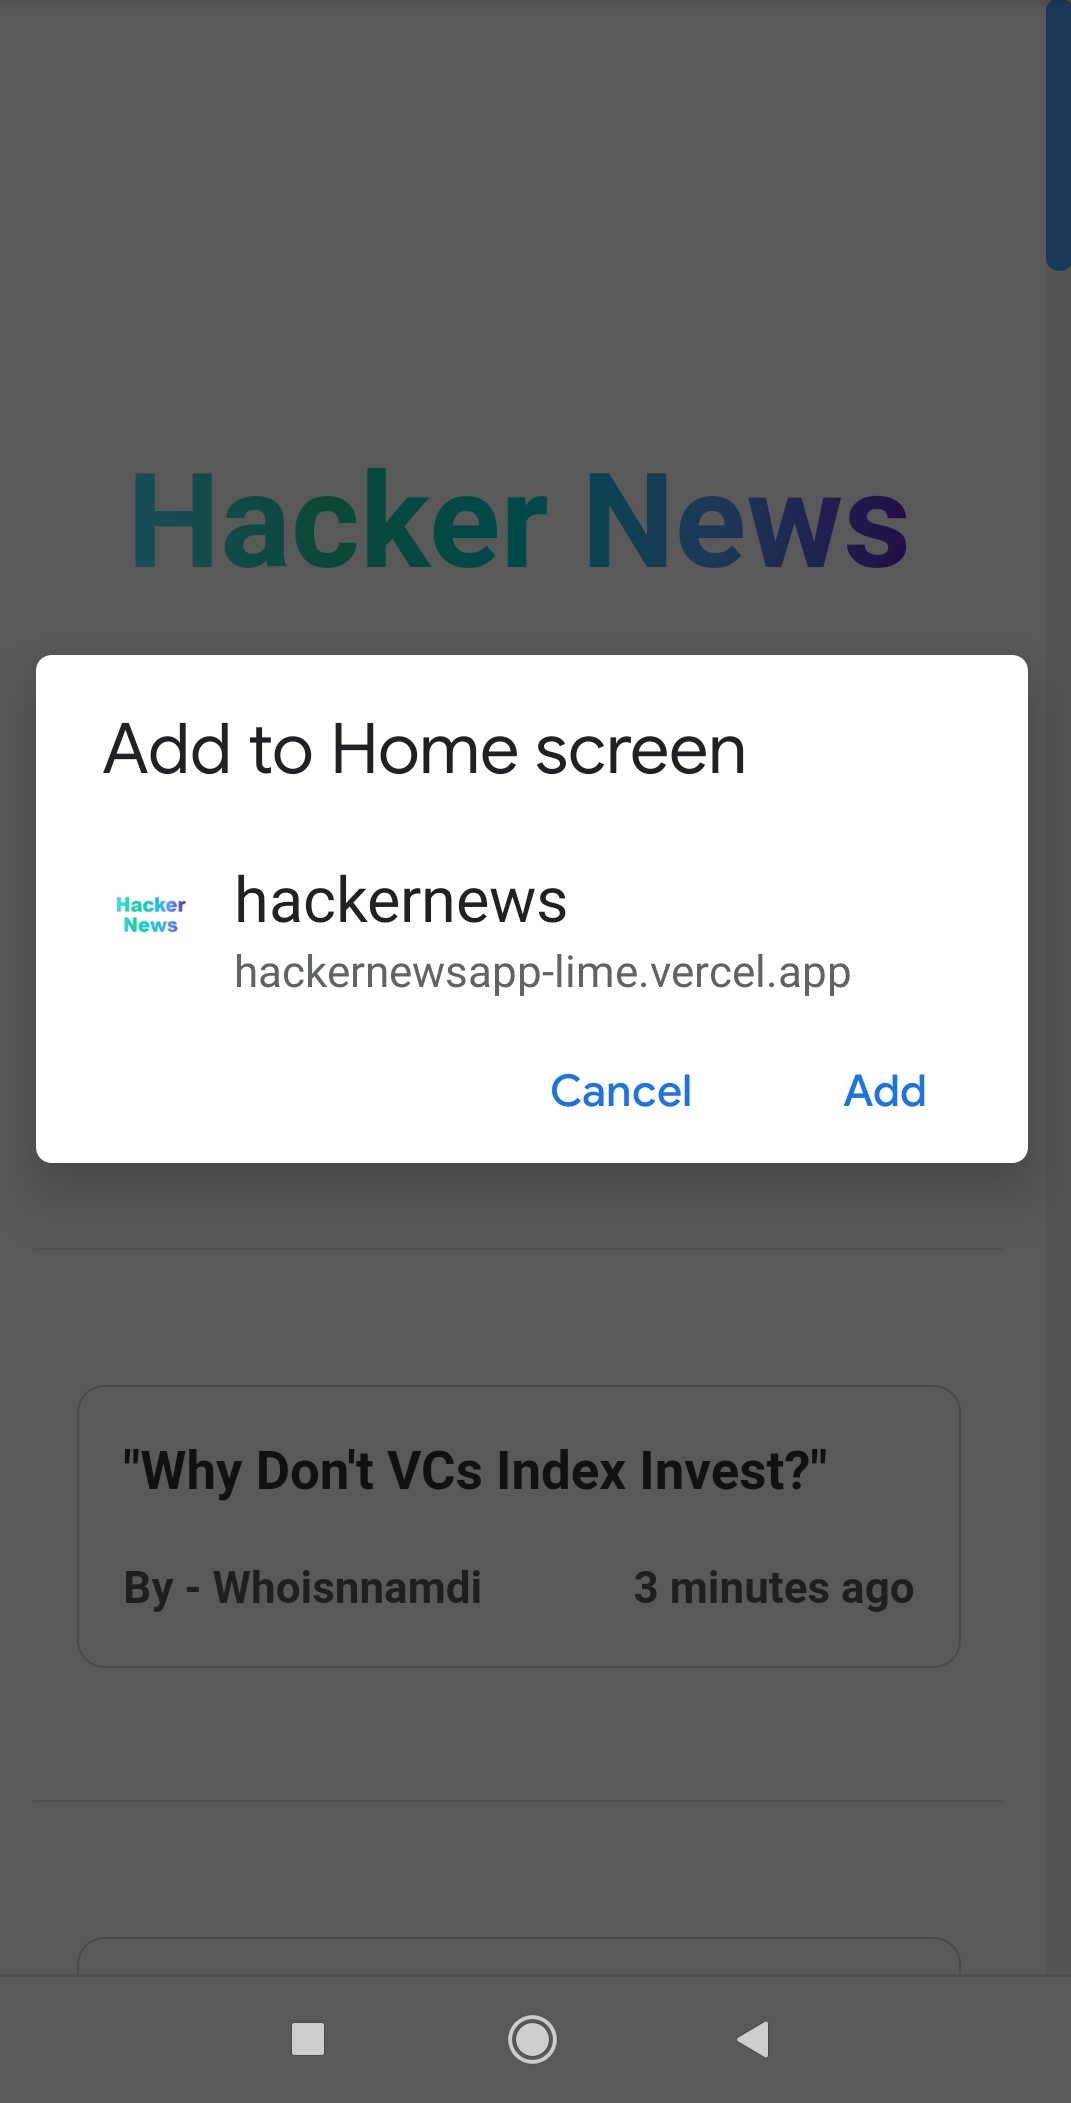 Hacker News
Add to Home screen
Hacker
News
hackernews
hackernewsapp-lime.vercel.app
Cancel Add
"Why Don't VCs Index Invest?"
By - Whoisnnamdi 3 minutes ago